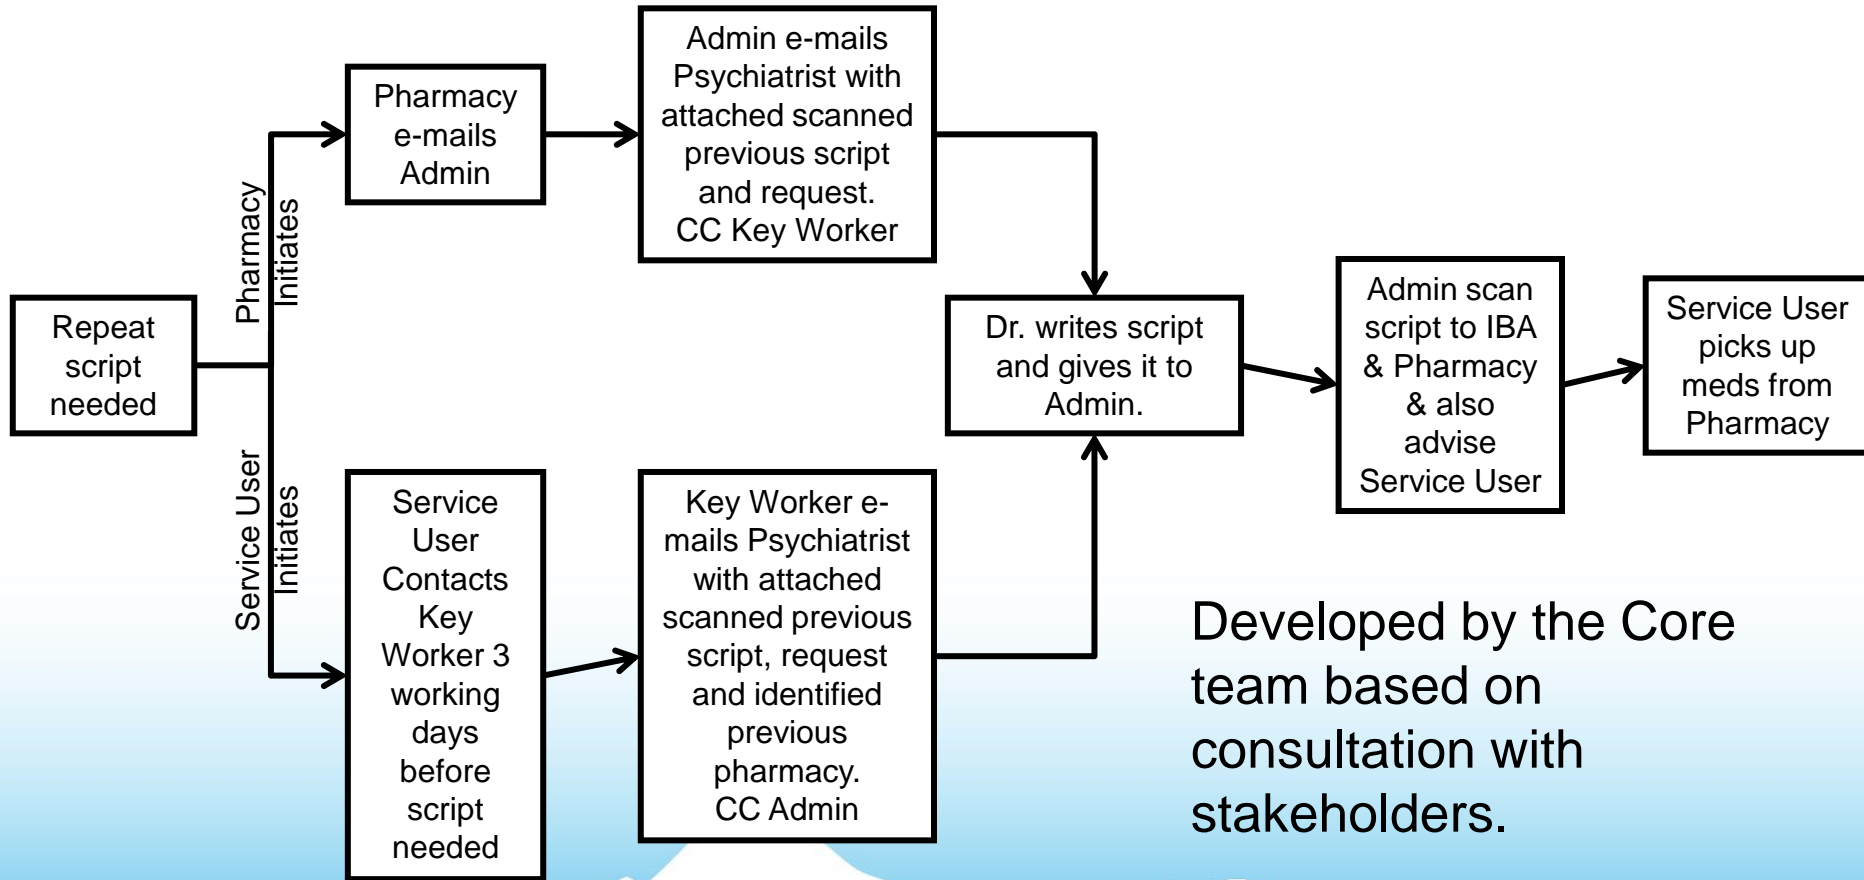 Repeat
script
needed
Pharmacy
Initiates
Service User
Initiates
Pharmacy
e-mails
Admin
Admin e-mails
Psychiatrist with
attached scanned
previous script
and request.
CC Key Worker
Service
User
Contacts
Key
Worker 3
working
days
before
script
needed
Key Worker e-
mails Psychiatrist
with attached
scanned previous
script, request
and identified
previous
pharmacy.
CC Admin
Dr. writes script
and gives it to
Admin.
Admin scan
script to IBA
& Pharmacy
& also
advise
Service User
Service User
picks up
meds from
Pharmacy
Developed by the Core
team based on
consultation with
stakeholders.